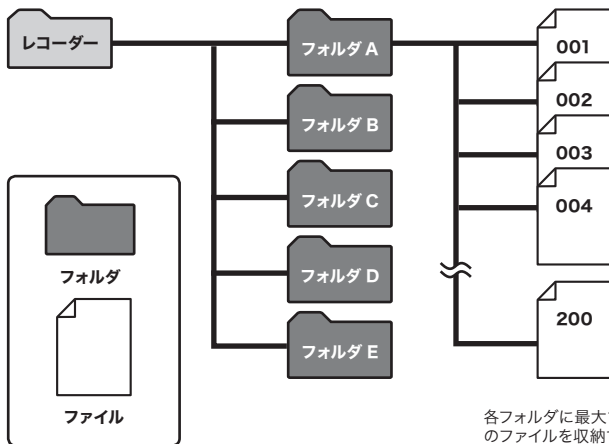 レコーダー
フォルダ A
フォルダ B
フォルダ C
フォルダ D
フォルダ E
001
002
003
004
200
フォルダ
ファイル
各フォルダに最大
のファイルを収納